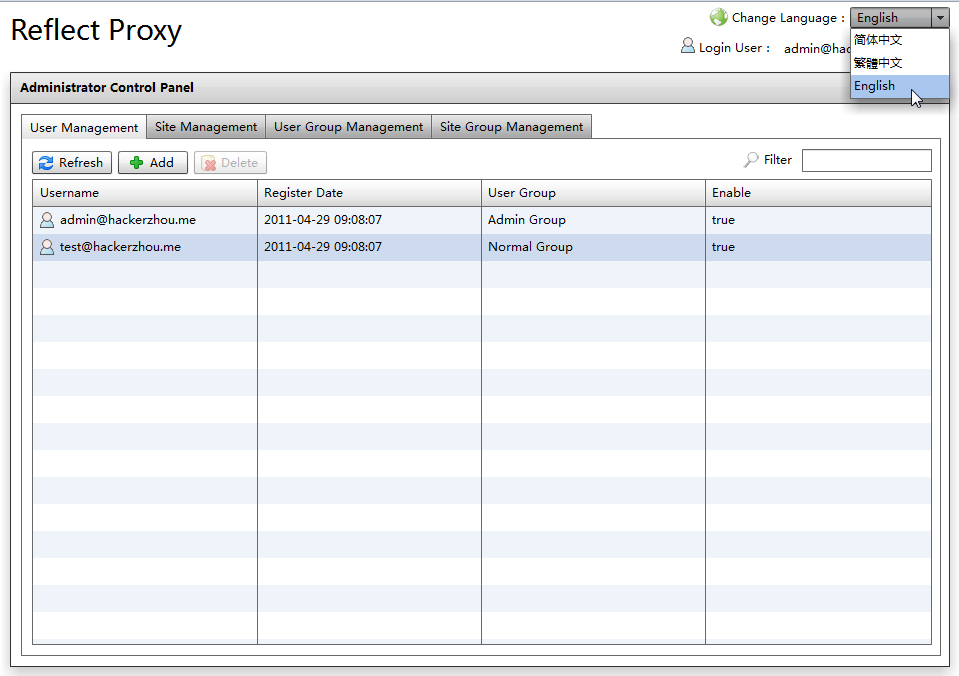 Reflect Proxy
Change Language : English
简体中文
繁體中文
English
Login User : admin@hac
Administrator Control Panel
User Management Site Management User Group Management Site Group Management
Refresh Add Delete Filter
Username Register Date User Group Enable
admin@hackerzhou.me 2011-04-29 09:08:07 Admin Group true
test@hackerzhou.me 2011-04-29 09:08:07 Normal Group true